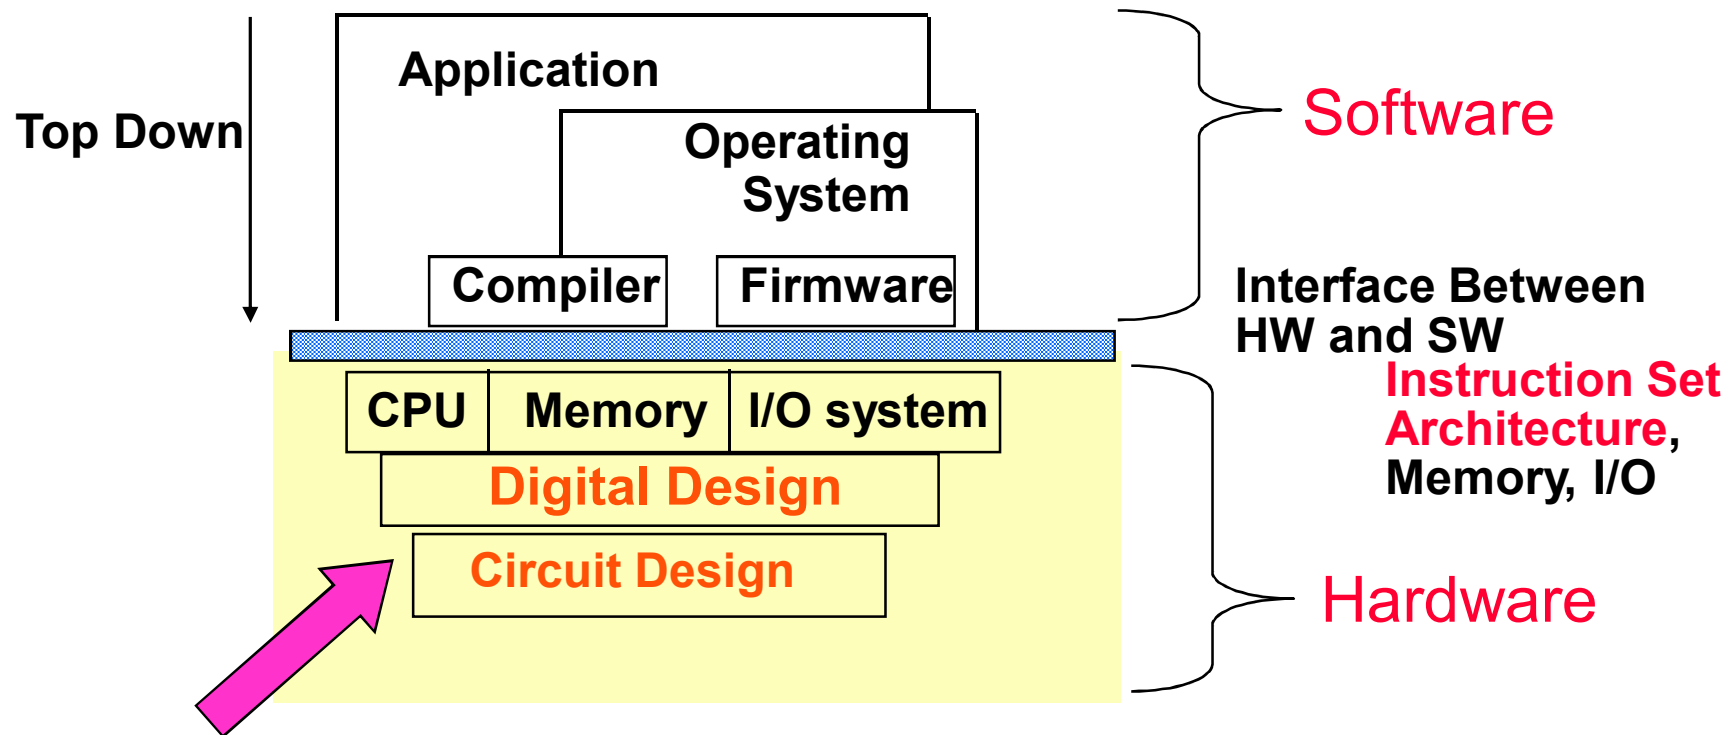 Application
Software
Top Down
Operating
System
Compiler
Firmware
Interface Between
HW and SW
Instruction Set
Architecture,
Memory, I/O
CPU
Memory
I/O system
Digital Design
Circuit Design
Hardware